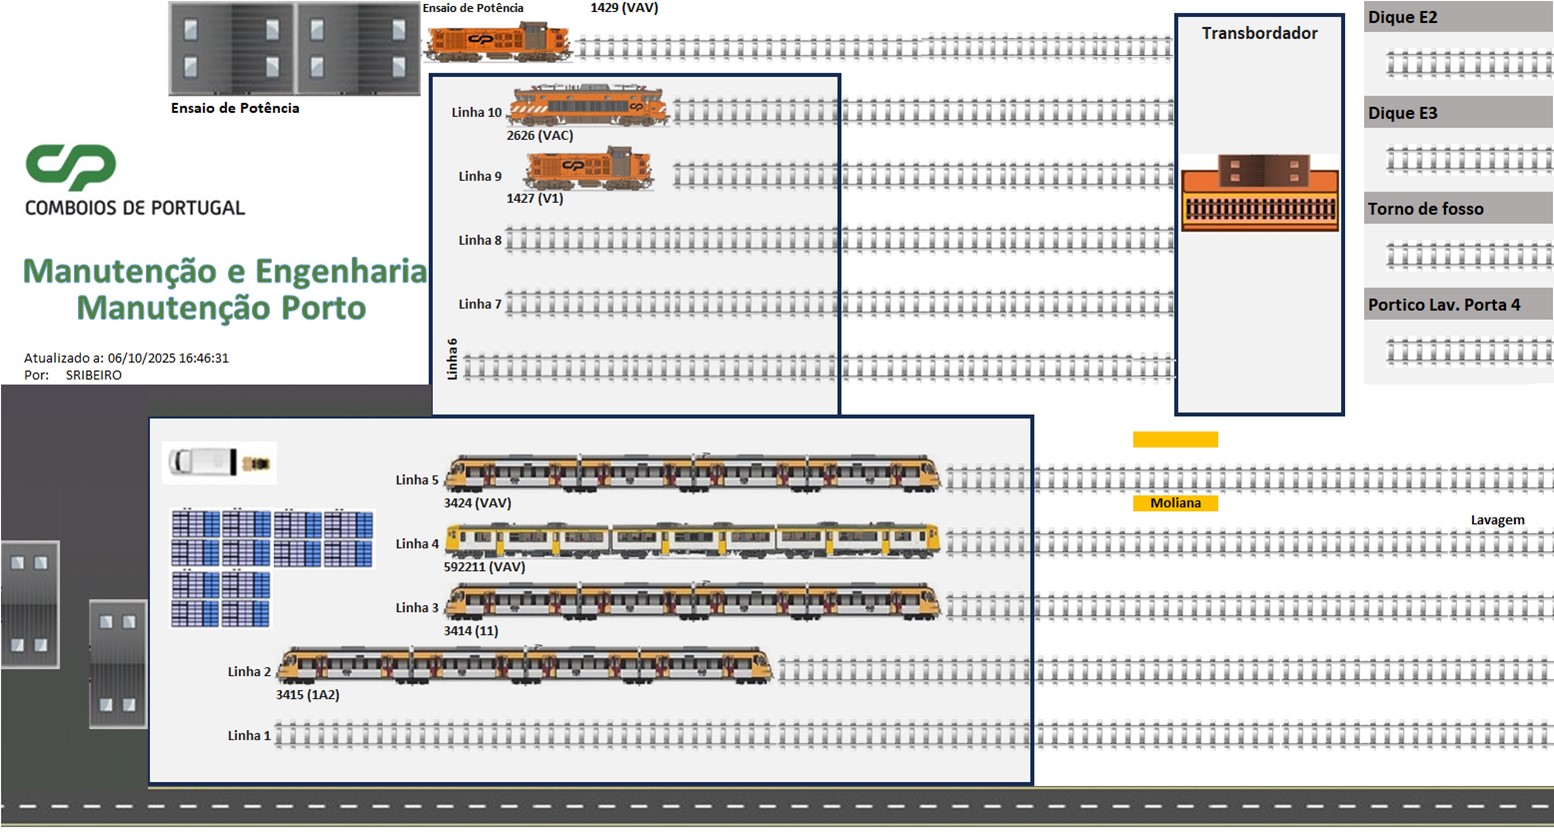 Ensaio de Potência
1429 (VAV)
Ensaio de Potência
cp
COMBOIOS DE PORTUGAL
Manutenção e Engenharia
Manutenção Porto
Atualizado a: 06/10/2025 16:46:31
Por: SRIBEIRO
Linha 10
2626 (VAC)
Linha 9
1427 (V1)
Linha 8
Linha 7
Linha6
Transbordador
Dique E2
Dique E3
Torno de fosso
Portico Lav. Porta 4
Linha 5
3424 (VAV)
Moliana
Lavagem
Linha 4
592211 (VAV)
Linha 3
3414 (11)
Linha 2
3415 (1A2)
Linha 1